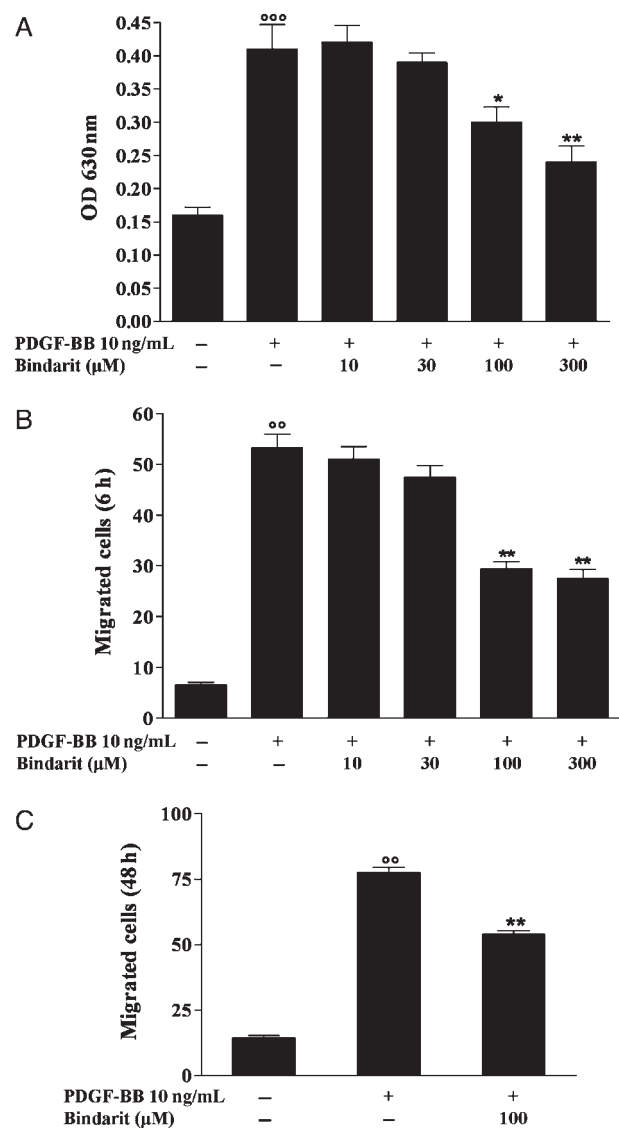 A
OD 630 nm
0.45
0.40
0.35
0.30
0.25
0.20
0.15
0.10
0.05
0.00
°°°
*
**
PDGF-BB 10 ng/mL – + + + + +
Bindarit (µM) – – 10 30 100 300
B
Migrated cells (6 h)
60
50
40
30
20
10
0
°°
**
**
PDGF-BB 10 ng/mL – + + + + +
Bindarit (µM) – – 10 30 100 300
C
Migrated cells (48 h)
100
75
50
25
0
°°
**
PDGF-BB 10 ng/mL – + +
Bindarit (µM) – – 100